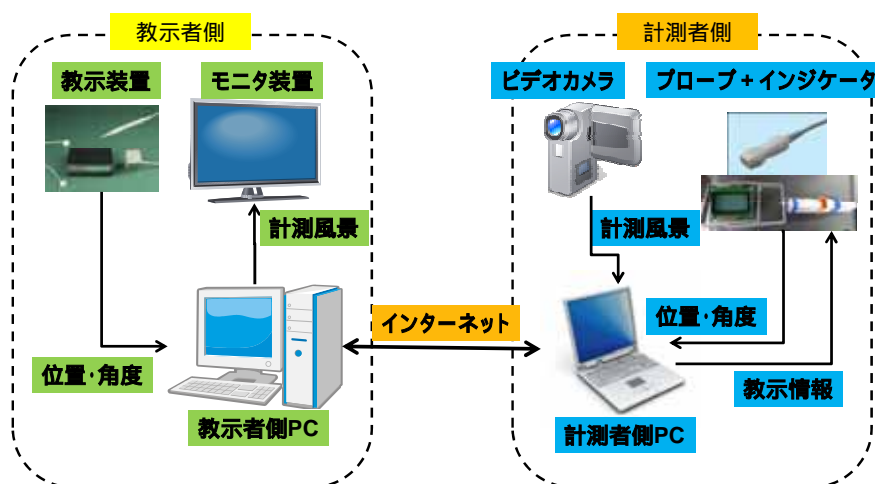 教示者側
計測者側
教示装置
モニタ装置
ビデオカメラ
プローブ+インジケータ
計測風景
計測風景
インターネット
位置・角度
位置・角度
教示情報
教示者側PC
計測者側PC